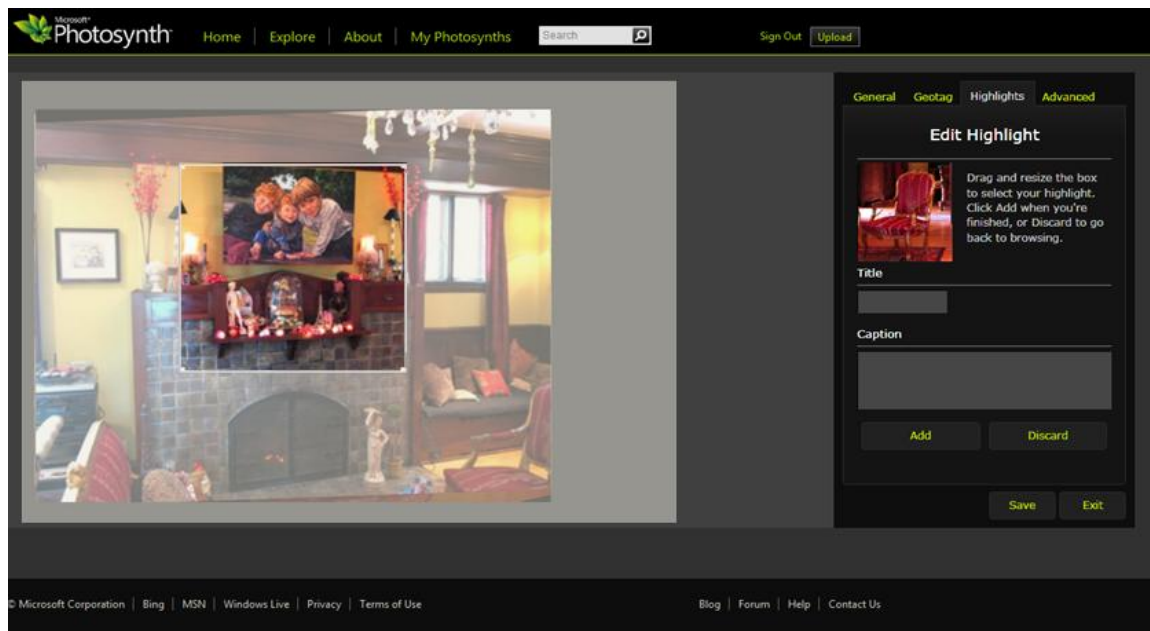 Microsoft®
Photosynth™
Home | Explore | About | My Photosynths
Search
Sign Out
Upload
General Geotag Highlights Advanced
Edit Highlight
Drag and resize the box
to select your highlight.
Click Add when you're
finished, or Discard to go
back to browsing.
Title
Caption
Add Discard
Save Exit
© Microsoft Corporation | Bing | MSN | Windows Live | Privacy | Terms of Use
Blog | Forum | Help | Contact Us